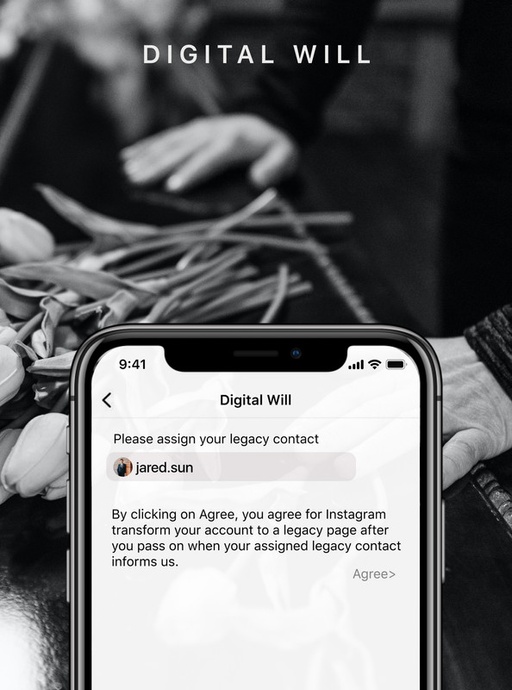 DIGITAL WILL
9:41
Digital Will
Please assign your legacy contact
jared.sun
By clicking on Agree, you agree for Instagram
transform your account to a legacy page after
you pass on when your assigned legacy contact
informs us.
Agree>